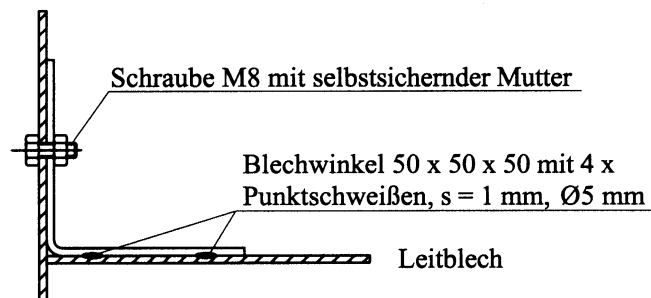 Schraube M8 mit selbstsichernder Mutter
Blechwinkel 50 x 50 x 50 mit 4 x
Punktschweißen, s = 1 mm, Ø5 mm
Leitblech